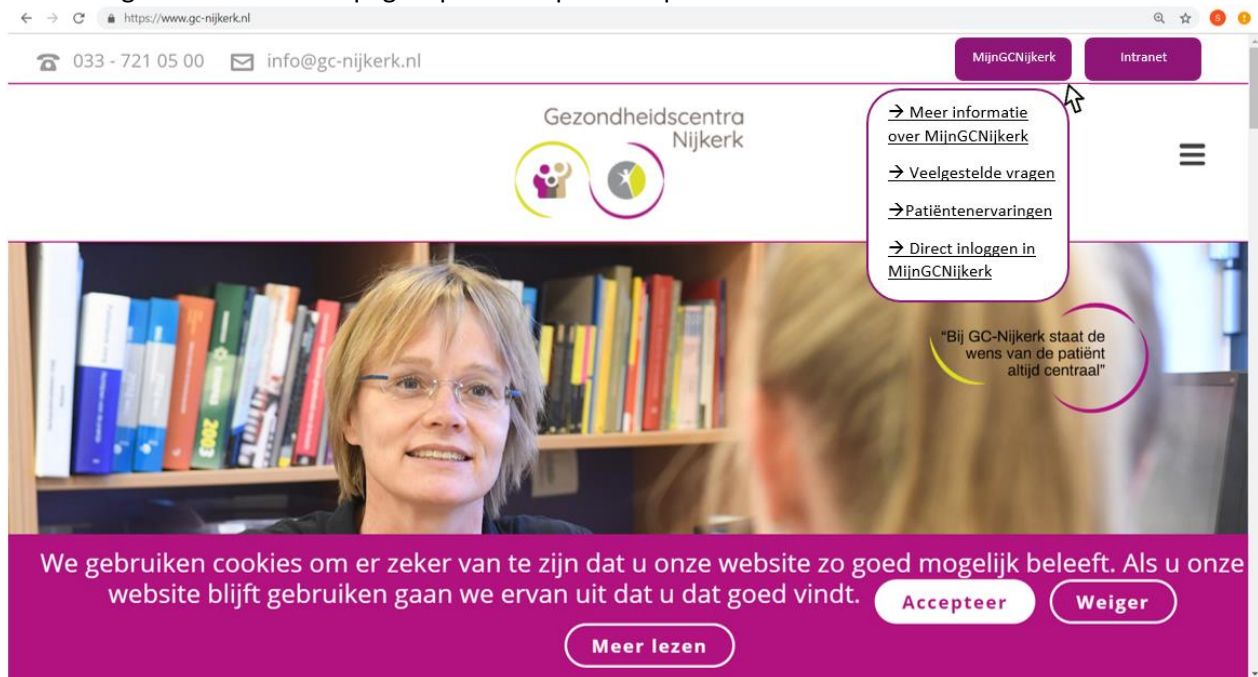 https://www.gc-nijkerk.nl
033 - 721 05 00 info@gc-nijkerk.nl
MijnGCNijkerk Intranet
Gezondheidscentra
Nijkerk
→ Meer informatie
over MijnGCNijkerk
→ Veelgestelde vragen
→Patiëntenervaringen
→ Direct inloggen in
MijnGCNijkerk
“Bij GC-Nijkerk staat de
wens van de patiënt
altijd centraal”
2003
We gebruiken cookies om er zeker van te zijn dat u onze website zo goed mogelijk beleeft. Als u onze
website blijft gebruiken gaan we ervan uit dat u dat goed vindt. Accepteer Weiger
Meer lezen